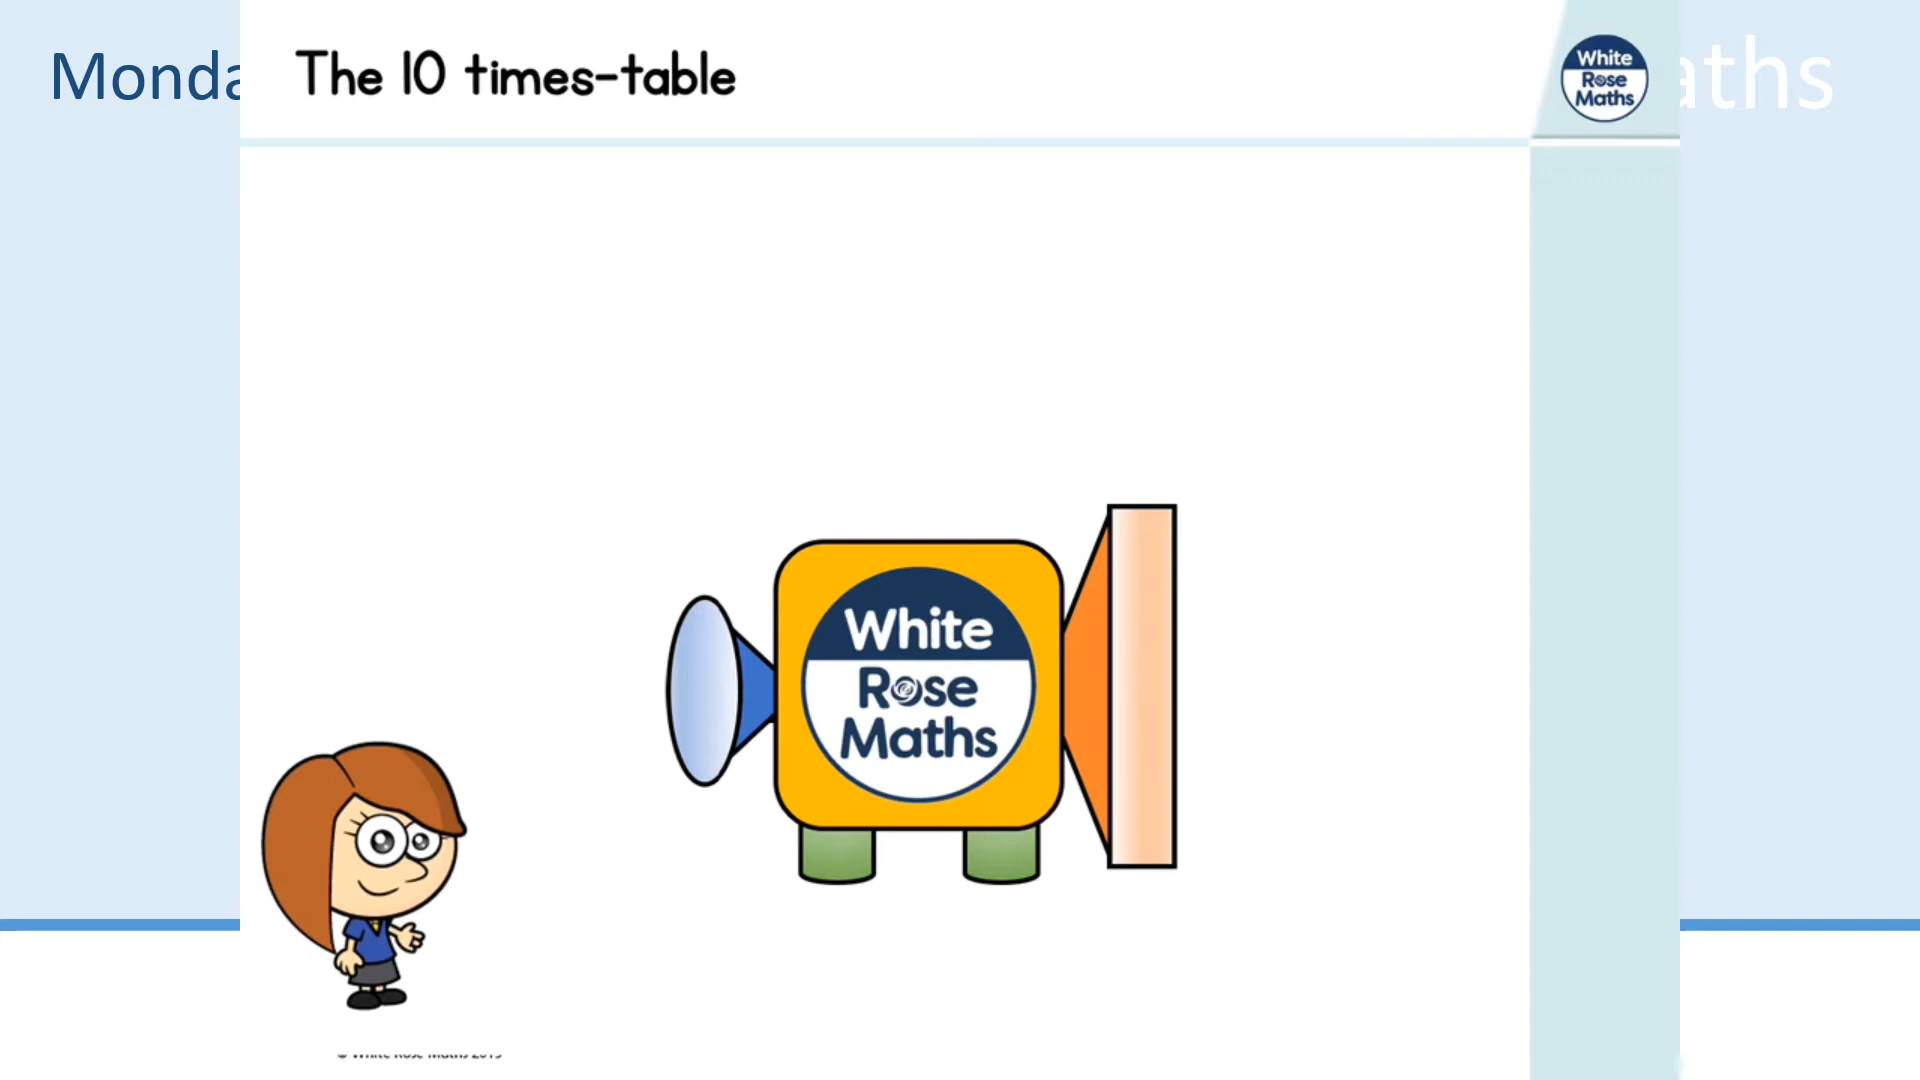 Monda
The 10 times-table
White
Rose
Maths
aths
White
Rose
Maths